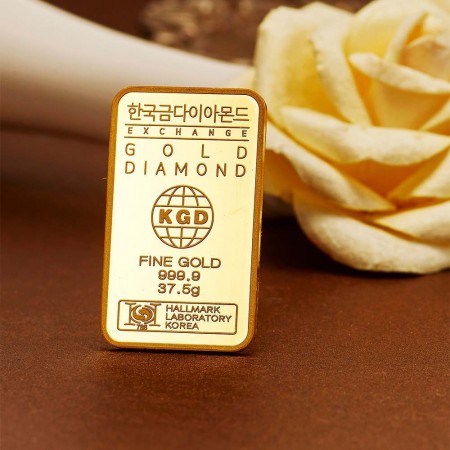 한국금다이아몬드
EXCHANGE
GOLD
DIAMOND
KGD
FINE GOLD
999.9
37.5g
HALLMARK
LABORATORY
KOREA